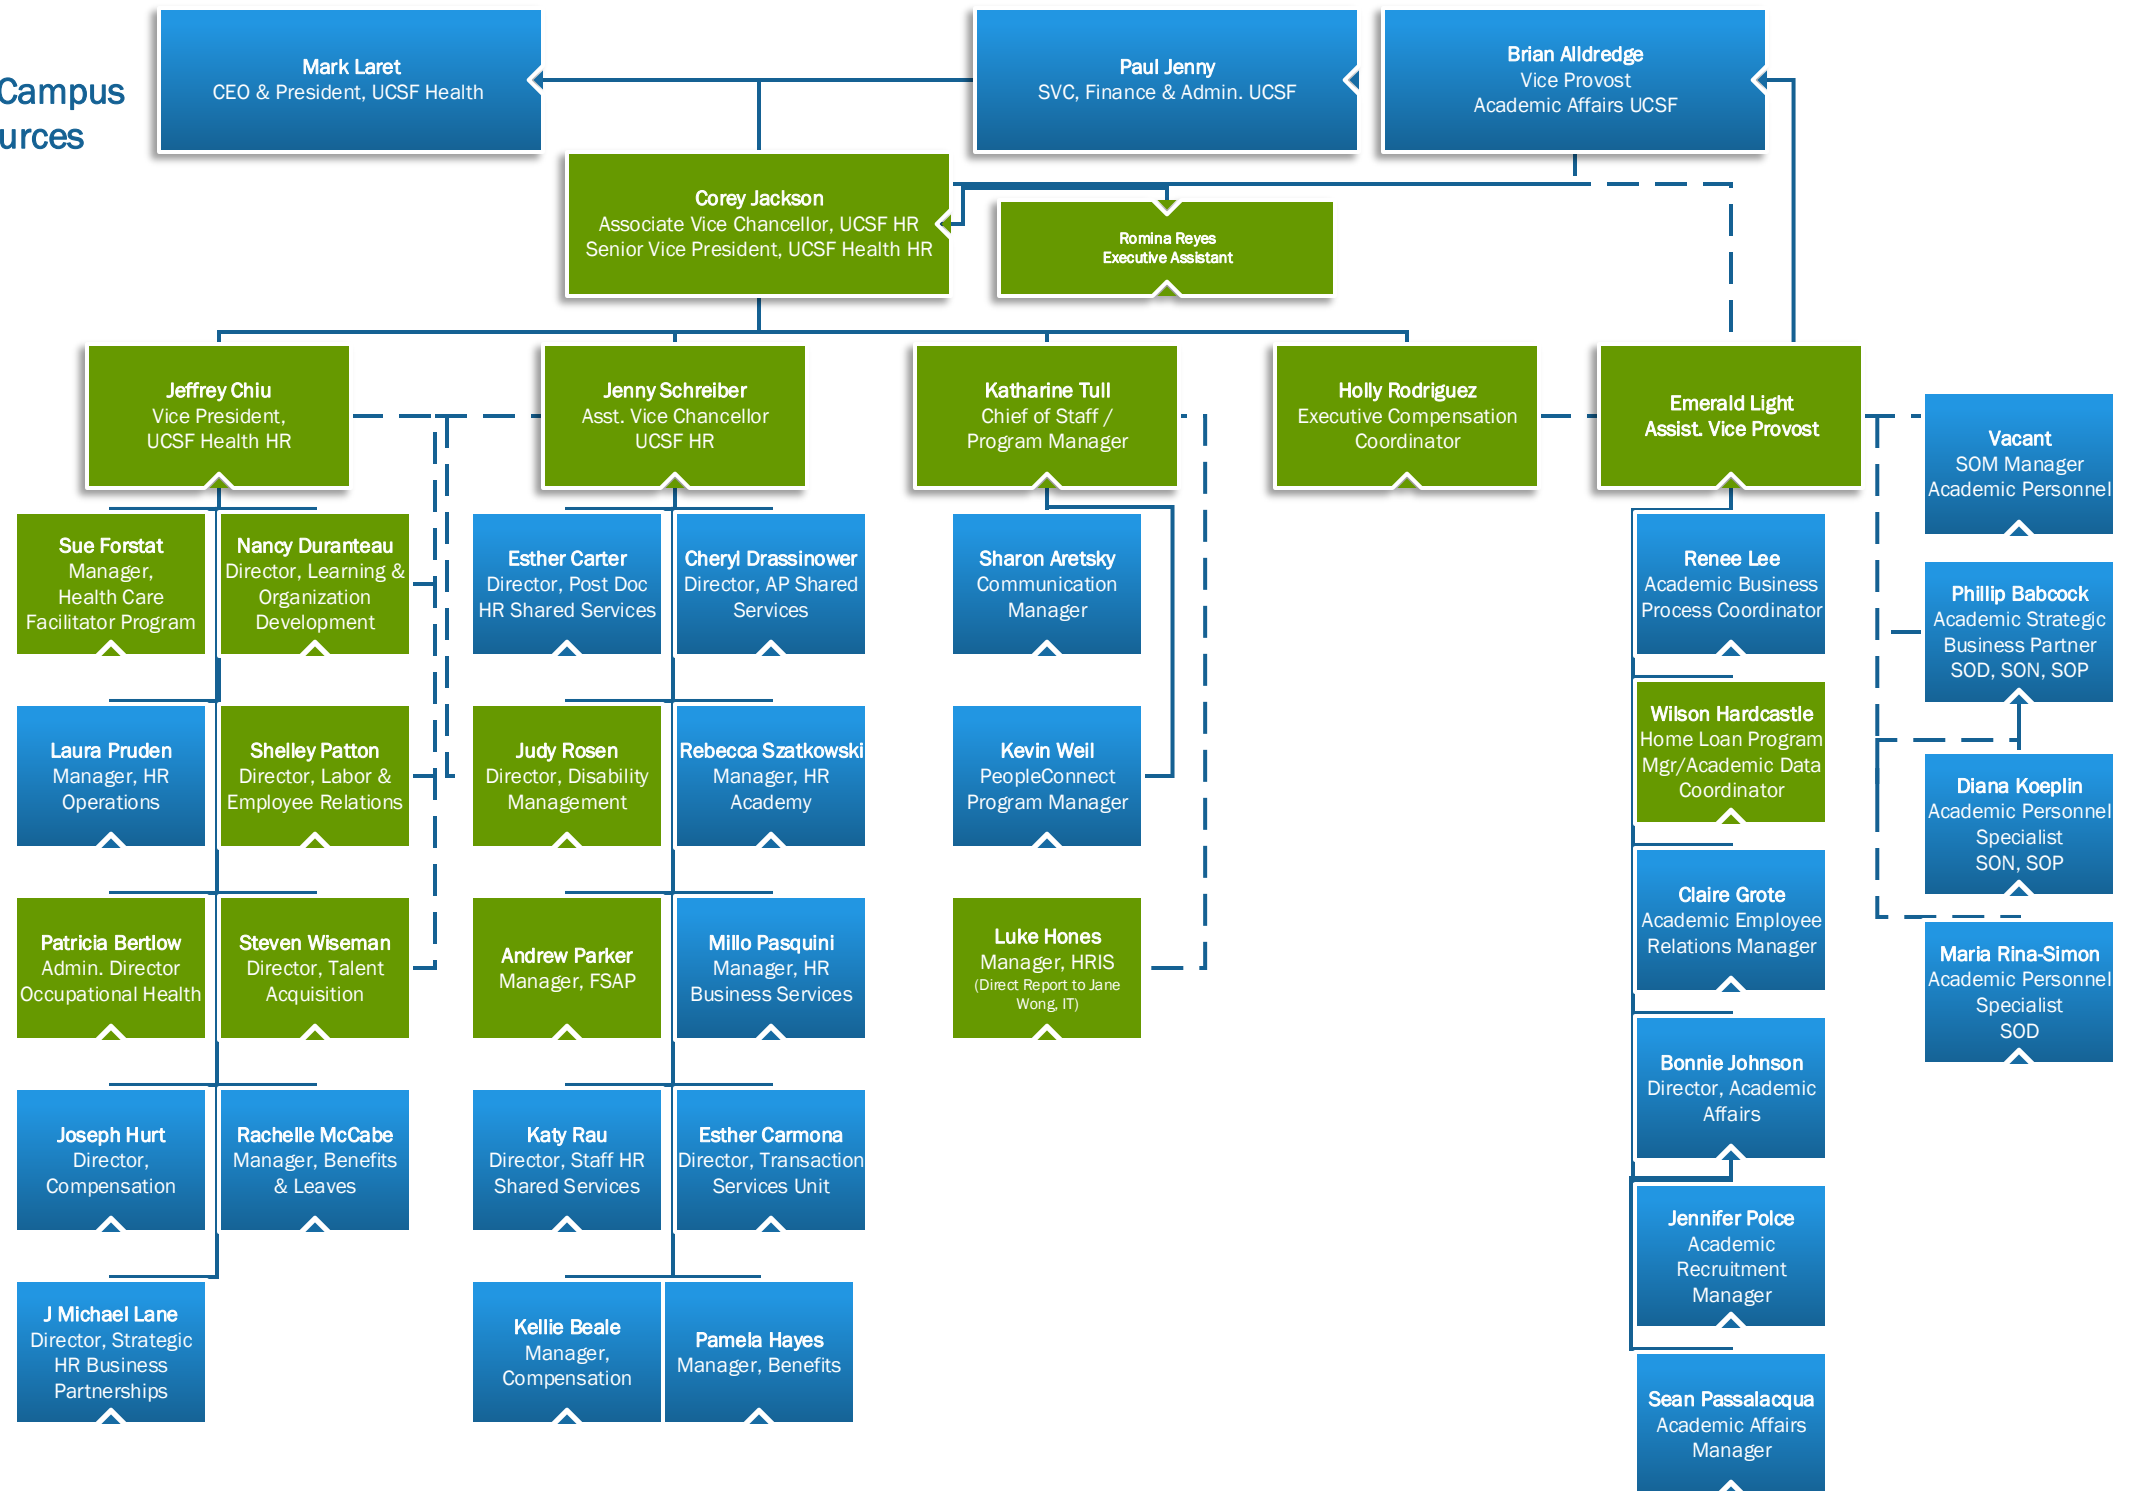 Campus
urces
Mark Laret
CEO & President, UCSF Health
Paul Jenny
SVC, Finance & Admin. UCSF
Brian Alldredge
Vice Provost
Academic Affairs UCSF
Corey Jackson
Associate Vice Chancellor, UCSF HR
Senior Vice President, UCSF Health HR
Romina Reyes
Executive Assistant
Jeffrey Chiu
Vice President,
UCSF Health HR
Jenny Schreiber
Asst. Vice Chancellor
UCSF HR
Katharine Tull
Chief of Staff /
Program Manager
Holly Rodriguez
Executive Compensation
Coordinator
Emerald Light
Assist. Vice Provost
Vacant
SOM Manager
Academic Personnel
Sue Forstat
Manager,
Health Care
Facilitator Program
Nancy Duranteau
Director, Learning &
Organization
Development
Esther Carter
Director, Post Doc
HR Shared Services
Cheryl Drassinower
Director, AP Shared
Services
Sharon Aretsky
Communication
Manager
Renee Lee
Academic Business
Process Coordinator
Phillip Babcock
Academic Strategic
Business Partner
SOD, SON, SOP
Laura Pruden
Manager, HR
Operations
Shelley Patton
Director, Labor &
Employee Relations
Judy Rosen
Director, Disability
Management
Rebecca Szatkowski
Manager, HR
Academy
Kevin Weil
PeopleConnect
Program Manager
Wilson Hardcastle
Home Loan Program
Mgr/Academic Data
Coordinator
Diana Koeplin
Academic Personnel
Specialist
SON, SOP
Patricia Bertlow
Admin. Director
Occupational Health
Steven Wiseman
Director, Talent
Acquisition
Andrew Parker
Manager, FSAP
Millo Pasquini
Manager, HR
Business Services
Luke Hones
Manager, HRIS
(Direct Report to Jane
Wong, IT)
Claire Grote
Academic Employee
Relations Manager
Maria Rina-Simon
Academic Personnel
Specialist
SOD
Joseph Hurt
Director,
Compensation
Rachelle McCabe
Manager, Benefits
& Leaves
Katy Rau
Director, Staff HR
Shared Services
Esther Carmona
Director, Transaction
Services Unit
Bonnie Johnson
Director, Academic
Affairs
J Michael Lane
Director, Strategic
HR Business
Partnerships
Kellie Beale
Manager,
Compensation
Pamela Hayes
Manager, Benefits
Jennifer Polce
Academic
Recruitment
Manager
Sean Passalacqua
Academic Affairs
Manager